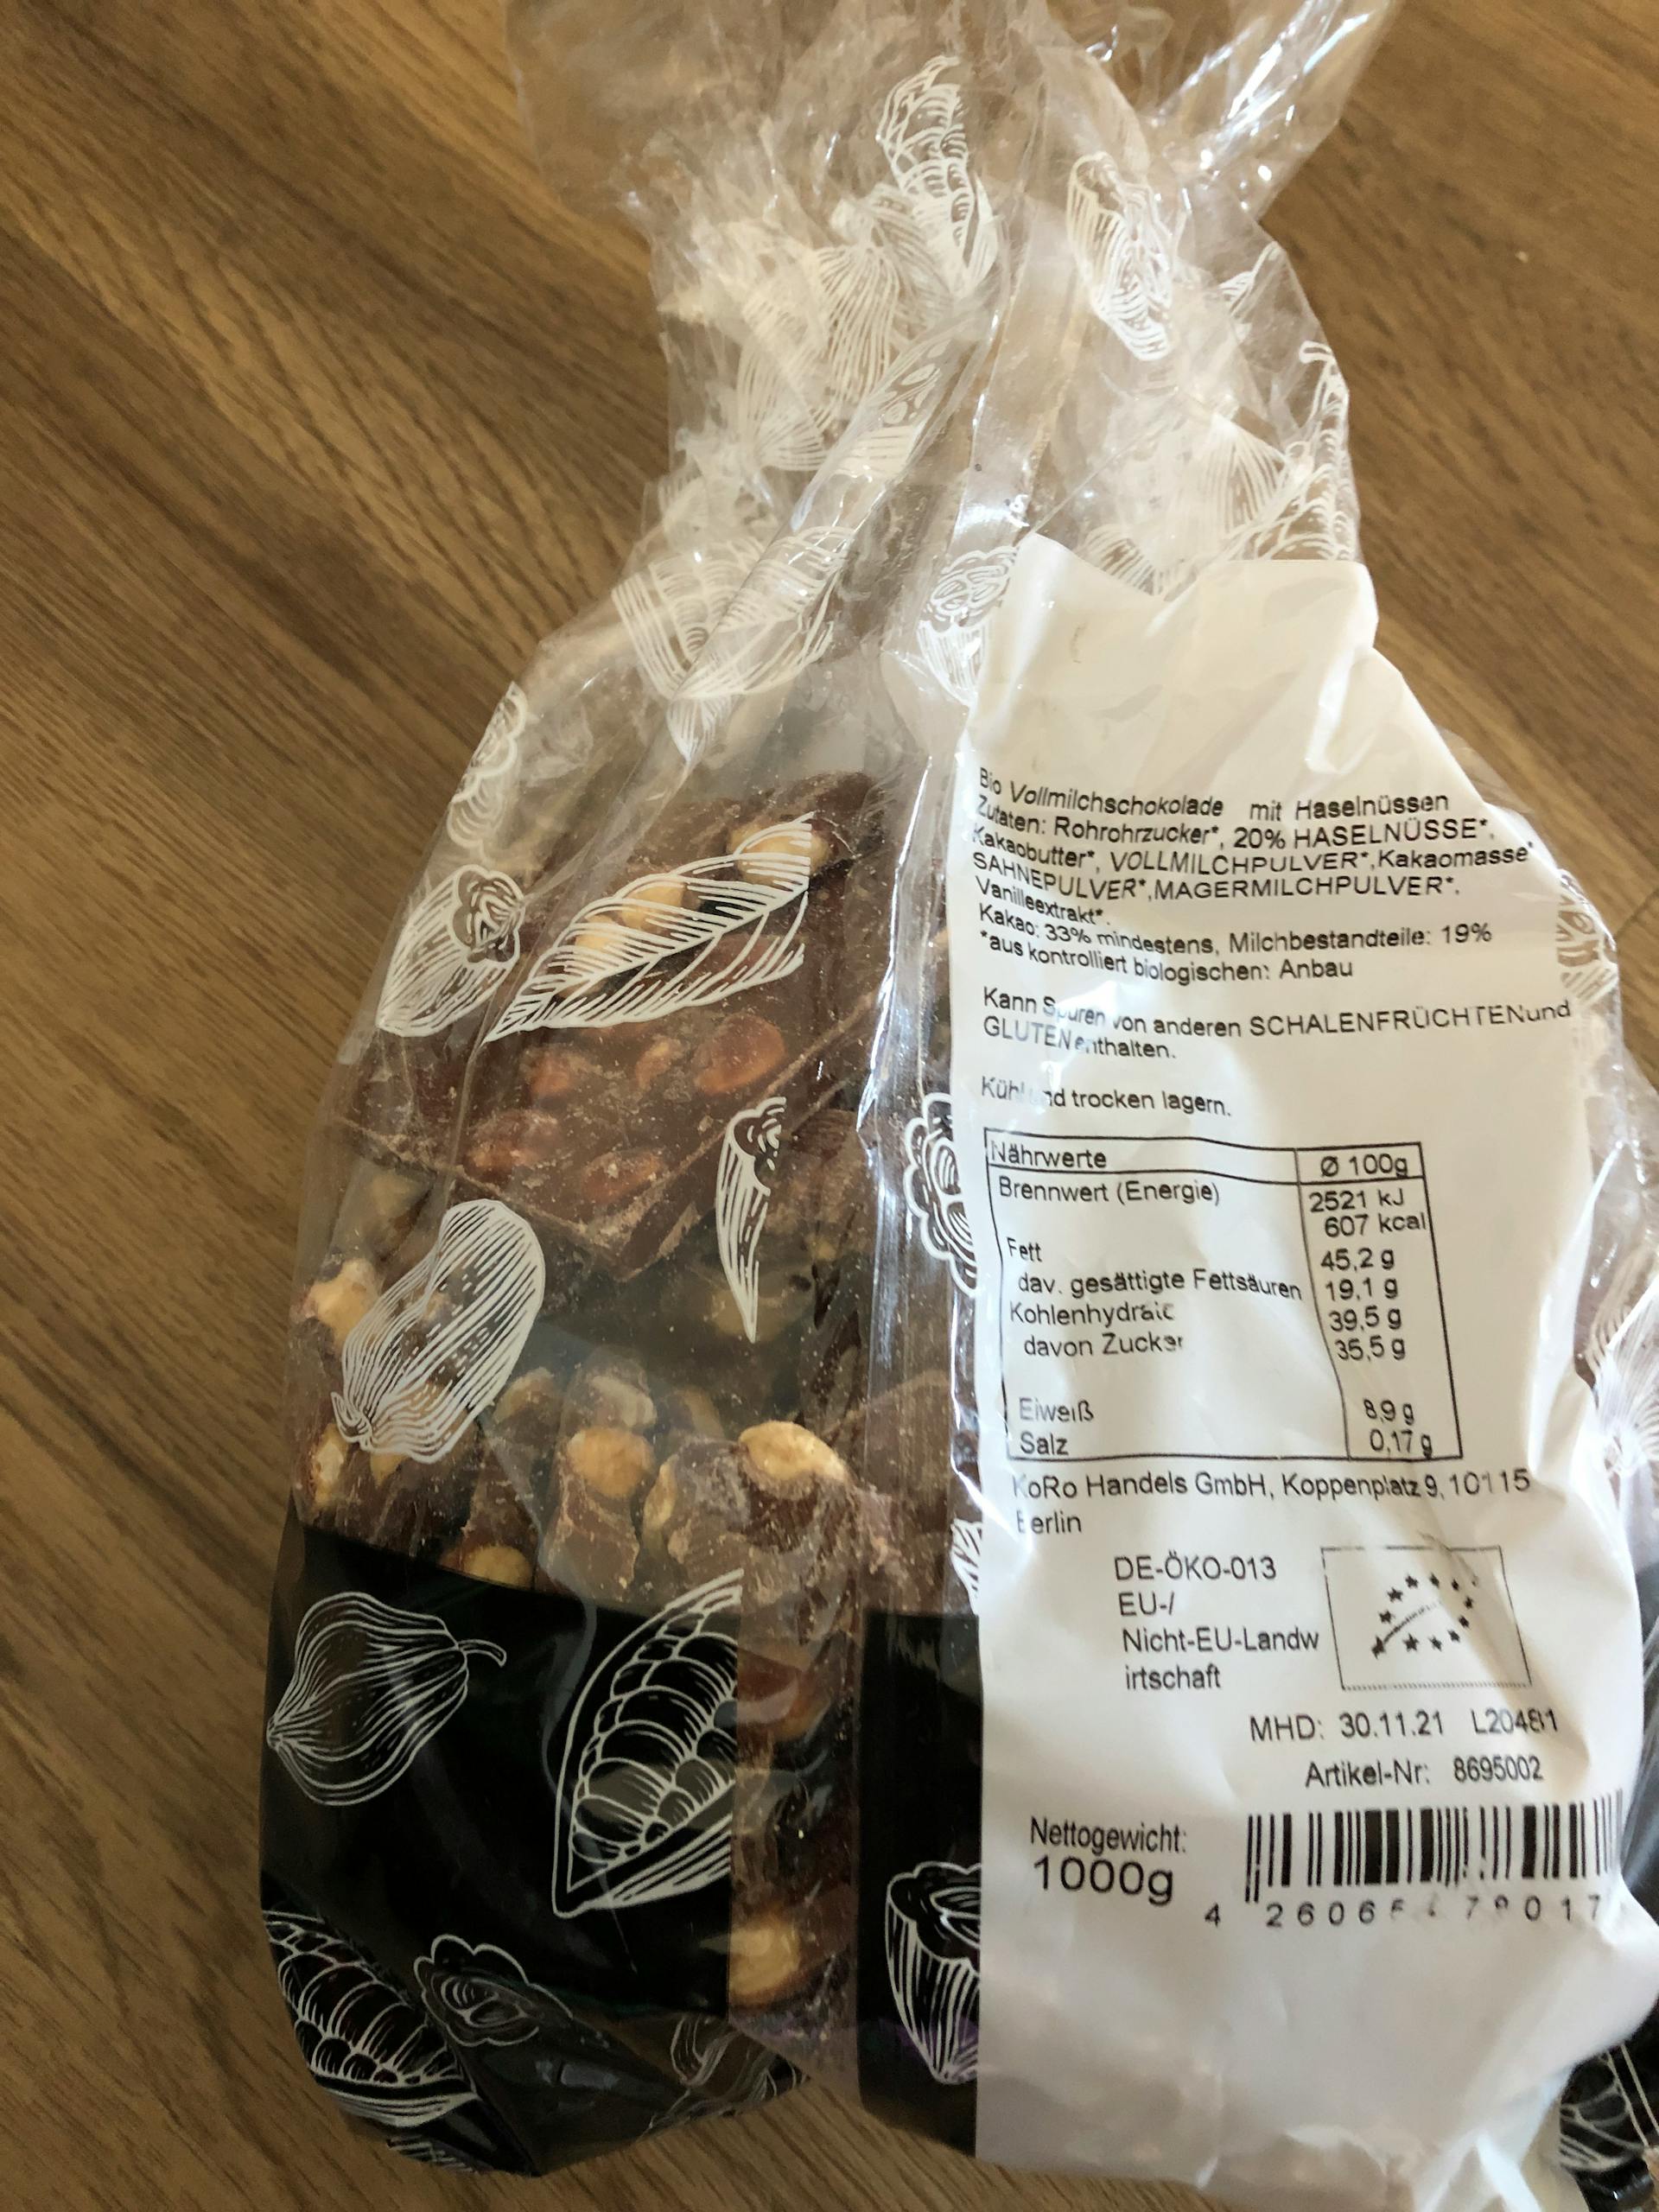 Bio Vollmilchschokolade mit Haselnüssen
Zutaten: Rohrohrzucker*, 20% HASELNÜSSE*,
Kakaobutter*, VOLLMILCHPULVER*,Kakaomasse*
SAHNEPULVER*,MAGERMILCHPULVER*,
Vanilleextrakt*.
Kakao: 33% mindestens, Milchbestandteile: 19%
*aus kontrolliert biologischen: Anbau
Kann Spuren von anderen SCHALENFRÜCHTENund
GLUTENenthalten.
Kühl und trocken lagern.
Nährwerte Ø 100g
Brennwert (Energie) 2521 kJ
607 kcal
Fett 45,2 g
dav. gesättigte Fettsäuren 19,1 g
Kohlenhydrate 39,5 g
davon Zucker 35,5 g
Eiweiß 8,9 g
Salz 0,17 g
KoRo Handels GmbH, Koppenplatz 9, 10115
Berlin
DE-ÖKO-013
EU-/
Nicht-EU-Landw
irtschaft
MHD: 30.11.21 L20481
Artikel-Nr: 8695002
Nettogewicht:
1000g